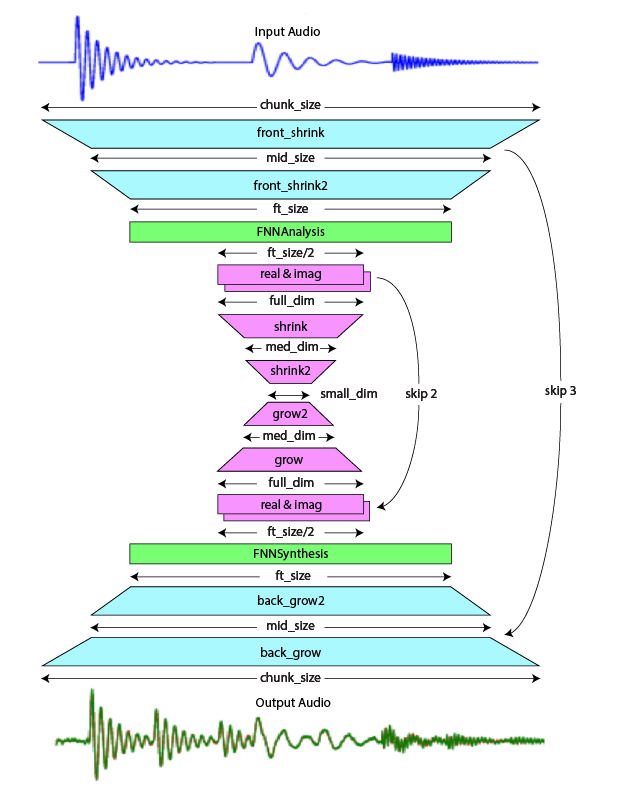 Input Audio
chunk_size
front_shrink
mid_size
front_shrink2
ft_size
FNNAnalysis
ft_size/2
real & imag
full_dim
shrink
med_dim
shrink2
small_dim
skip 2
skip 3
grow2
med_dim
grow
full_dim
real & imag
ft_size/2
FNNSynthesis
ft_size
back_grow2
mid_size
back_grow
chunk_size
Output Audio